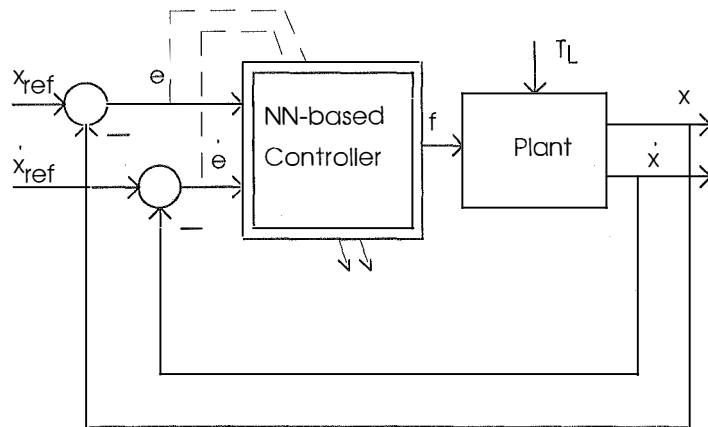 x_ref
e
NN-based
Controller
f
Plant
T_L
x
ẋ_ref
ė
ẋ